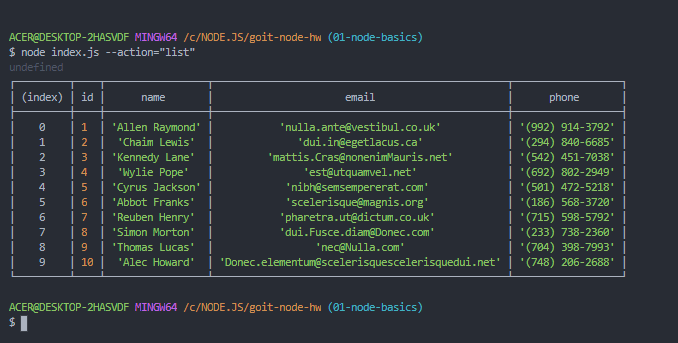 ACER@DESKTOP-2HASVDF MINGW64 /c/NODE.JS/goit-node-hw (01-node-basics)
$ node index.js --action="list"
undefined
(index) id name email phone
0 1 'Allen Raymond' 'nulla.ante@vestibul.co.uk' '(992) 914-3792'
1 2 'Chaim Lewis' 'dui.in@egetlacus.ca' '(294) 840-6685'
2 3 'Kennedy Lane' 'mattis.Cras@nonenimMauris.net' '(542) 451-7038'
3 4 'Wylie Pope' 'est@utquamvel.net' '(692) 802-2949'
4 5 'Cyrus Jackson' 'nibh@semsempererat.com' '(501) 472-5218'
5 6 'Abbot Franks' 'scelerisque@magnis.org' '(186) 568-3720'
6 7 'Reuben Henry' 'pharetra.ut@dictum.co.uk' '(715) 598-5792'
7 8 'Simon Morton' 'dui.Fusce.diam@Donec.com' '(233) 738-2360'
8 9 'Thomas Lucas' 'nec@Nulla.com' '(704) 398-7993'
9 10 'Alec Howard' 'Donec.elementum@scelerisquescelerisquedui.net' '(748) 206-2688'
ACER@DESKTOP-2HASVDF MINGW64 /c/NODE.JS/goit-node-hw (01-node-basics)
$